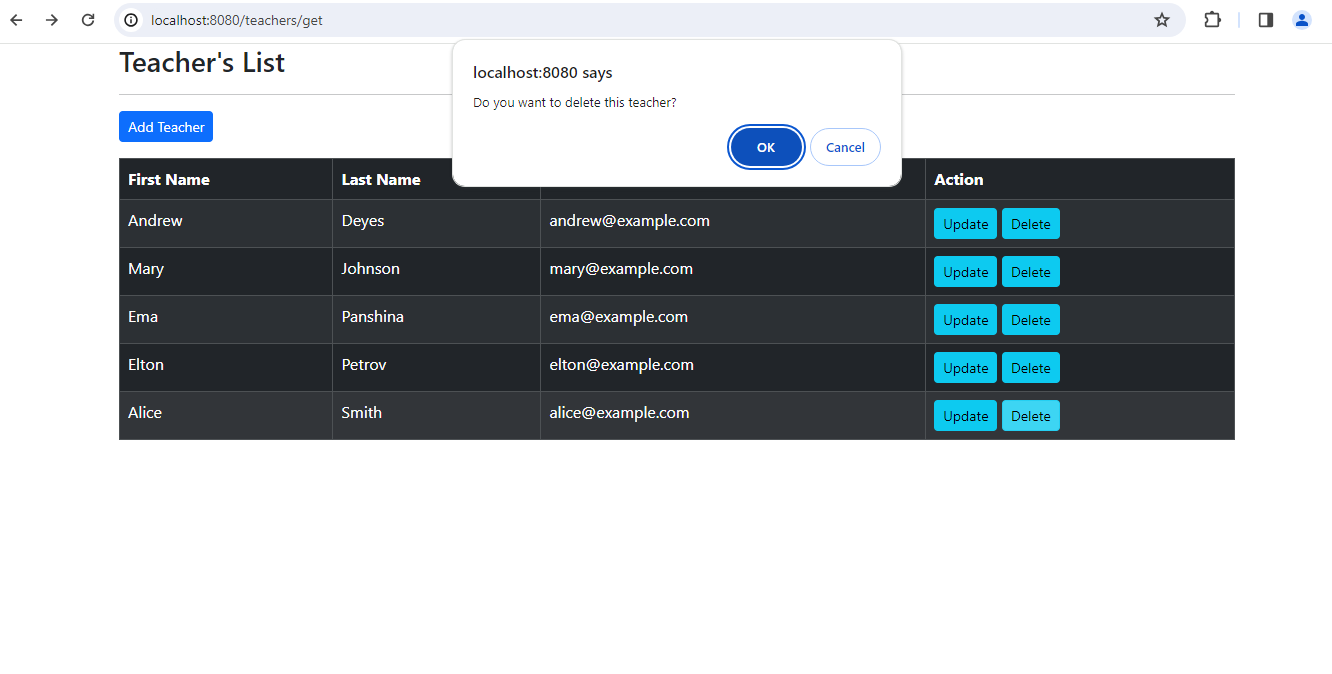 localhost:8080/teachers/get
Teacher's List
localhost:8080 says
Do you want to delete this teacher?
OK Cancel
Add Teacher
First Name Last Name Action
Andrew Deyes andrew@example.com Update Delete
Mary Johnson mary@example.com Update Delete
Ema Panshina ema@example.com Update Delete
Elton Petrov elton@example.com Update Delete
Alice Smith alice@example.com Update Delete